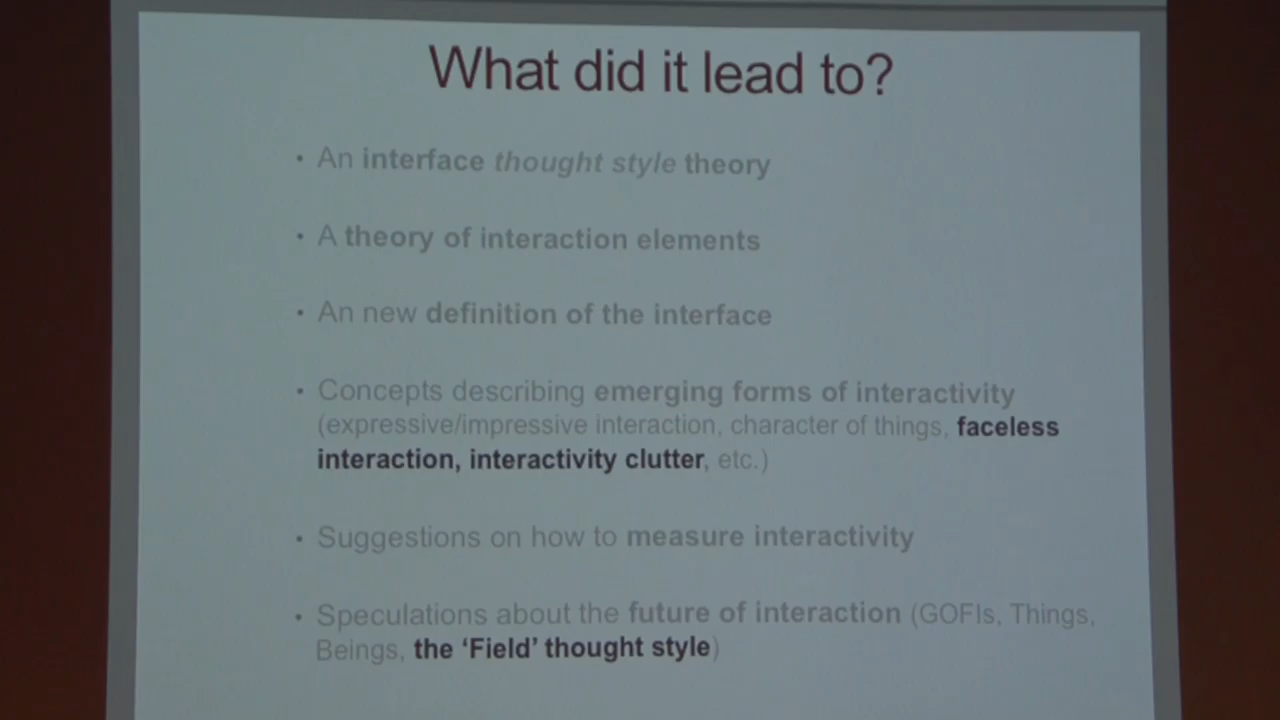 What did it lead to?
• An interface thought style theory
• A theory of interaction elements
• An new definition of the interface
• Concepts describing emerging forms of interactivity
(expressive/impressive interaction, character of things, faceless
interaction, interactivity clutter, etc.)
• Suggestions on how to measure interactivity
• Speculations about the future of interaction (GOFIs, Things,
Beings, the ‘Field’ thought style)